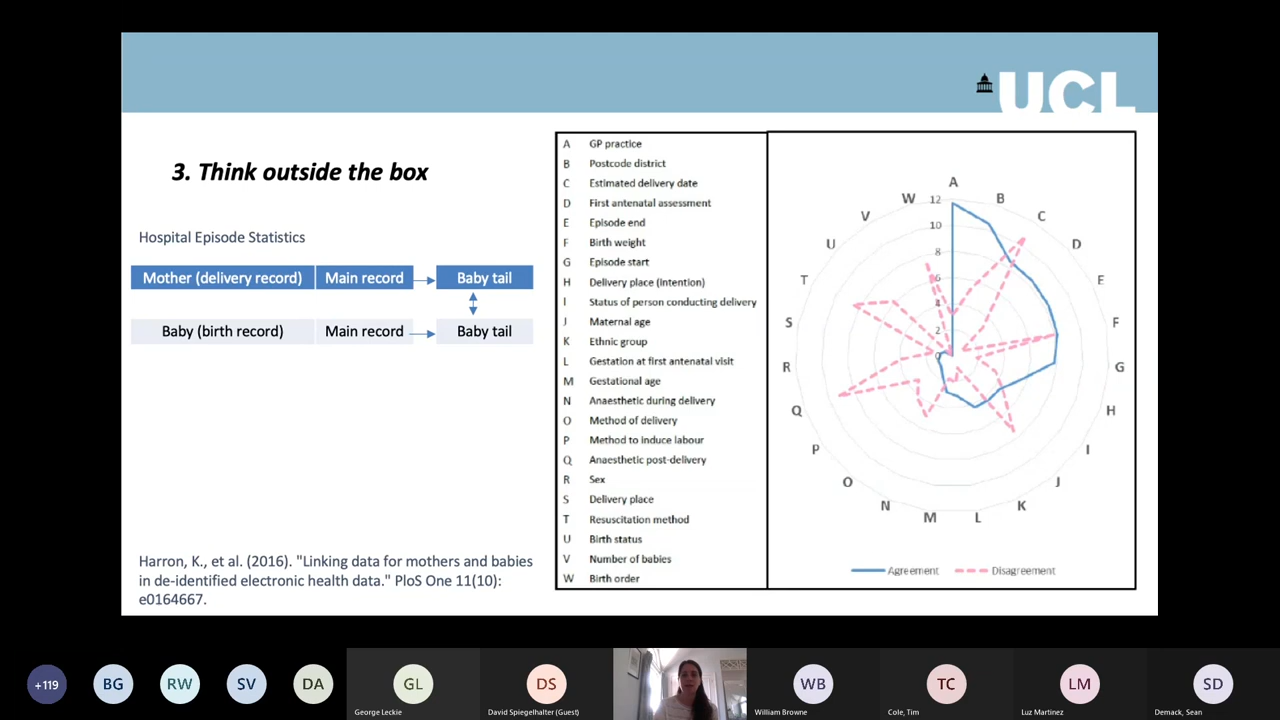 UCL
3. Think outside the box
Hospital Episode Statistics
Mother (delivery record) Main record Baby tail
Baby (birth record) Main record Baby tail
Harron, K., et al. (2016). "Linking data for mothers and babies
in de-identified electronic health data." PloS One 11(10):
e0164667.
A GP practice
B Postcode district
C Estimated delivery date
D First antenatal assessment
E Episode end
F Birth weight
G Episode start
H Delivery place (intention)
I Status of person conducting delivery
J Maternal age
K Ethnic group
L Gestation at first antenatal visit
M Gestational age
N Anaesthetic during delivery
O Method of delivery
P Method to induce labour
Q Anaesthetic post-delivery
R Sex
S Delivery place
T Resuscitation method
U Birth status
V Number of babies
W Birth order
A
B
C
D
E
F
G
H
I
J
K
L
M
N
O
P
Q
R
S
T
U
V
W
12
10
8
6
4
2
0
Agreement Disagreement
+119 BG RW SV DA GL DS WB TC LM SD
George Leckie David Spiegelhalter (Guest) William Browne Cole, Tim Luz Martinez Demack, Sean